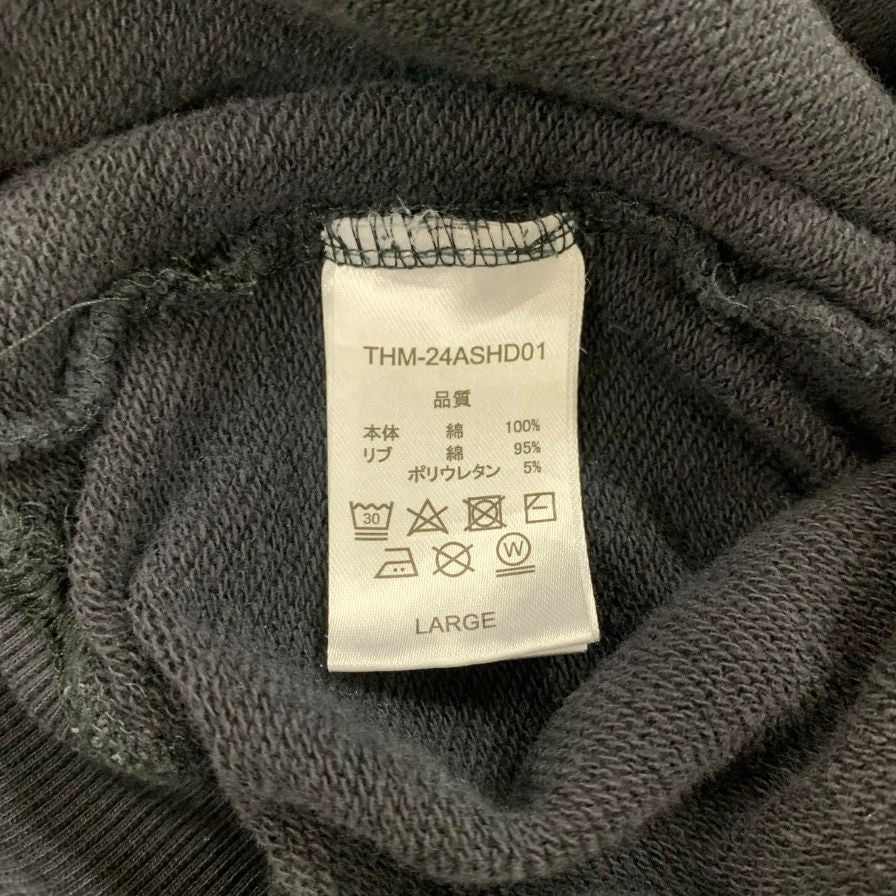 THM-24ASHD01
品質
本体 綿 100%
リブ 綿 95%
ポリウレタン 5%
30
W
LARGE